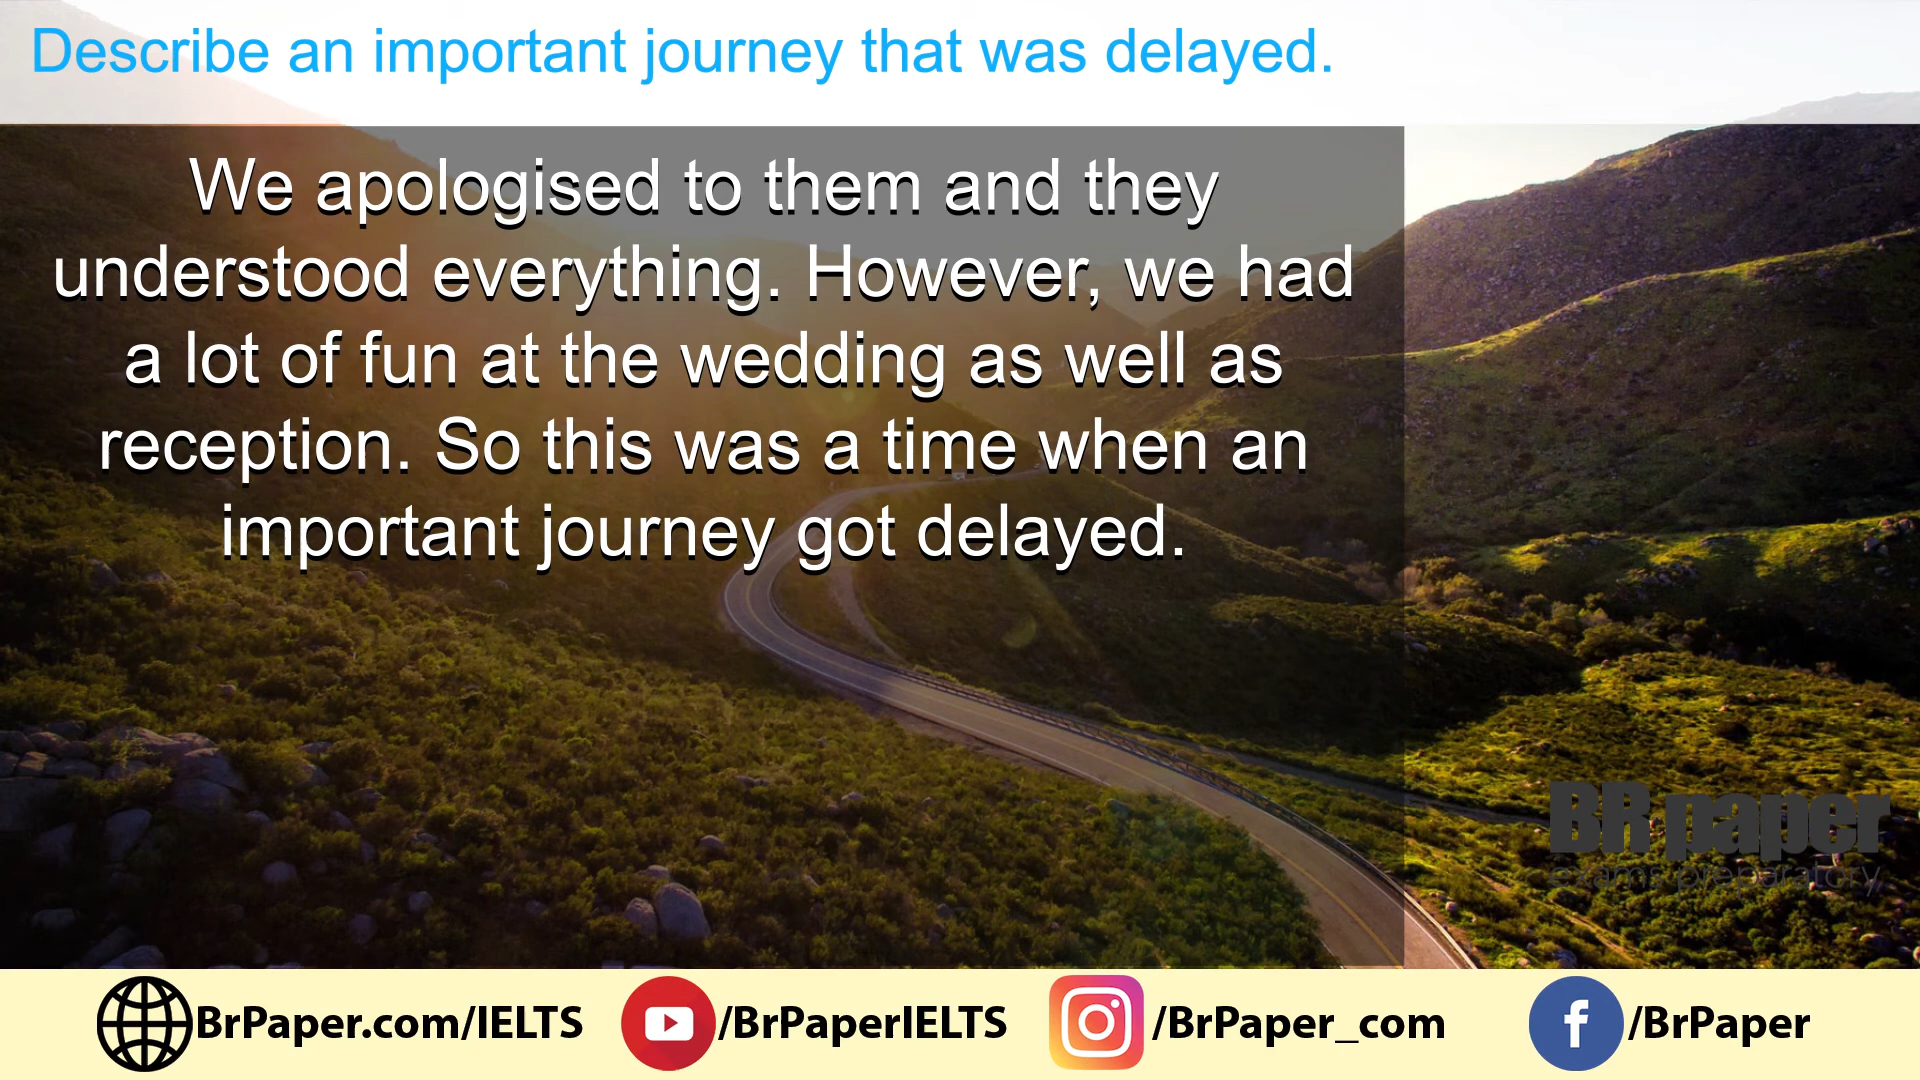 Describe an important journey that was delayed.
We apologised to them and they
understood everything. However, we had
a lot of fun at the wedding as well as
reception. So this was a time when an
important journey got delayed.
BR paper
exams preparatory
BrPaper.com/IELTS
/BrPaperIELTS
/BrPaper_com
/BrPaper